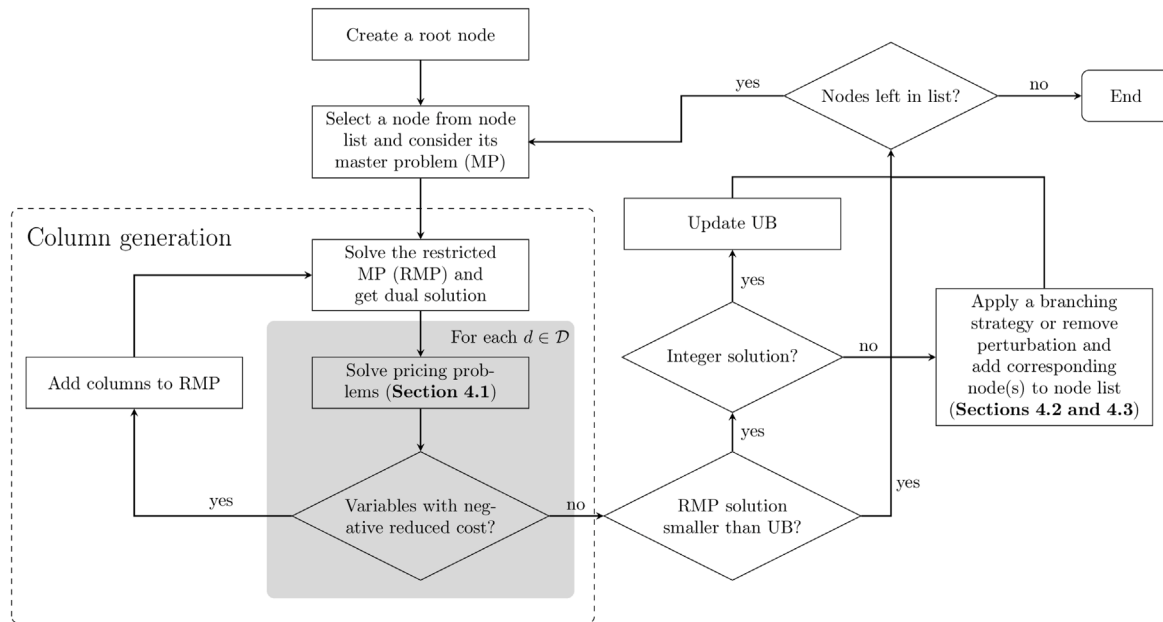 Create a root node
Select a node from node
list and consider its
master problem (MP)
yes
Nodes left in list?
no
End
Column generation
Solve the restricted
MP (RMP) and
get dual solution
For each d ∈ 𝒟
Solve pricing prob-
lems (Section 4.1)
Add columns to RMP
Variables with neg-
ative reduced cost?
yes
no
RMP solution
smaller than UB?
yes
yes
Integer solution?
yes
no
Update UB
Apply a branching
strategy or remove
perturbation and
add corresponding
node(s) to node list
(Sections 4.2 and 4.3)